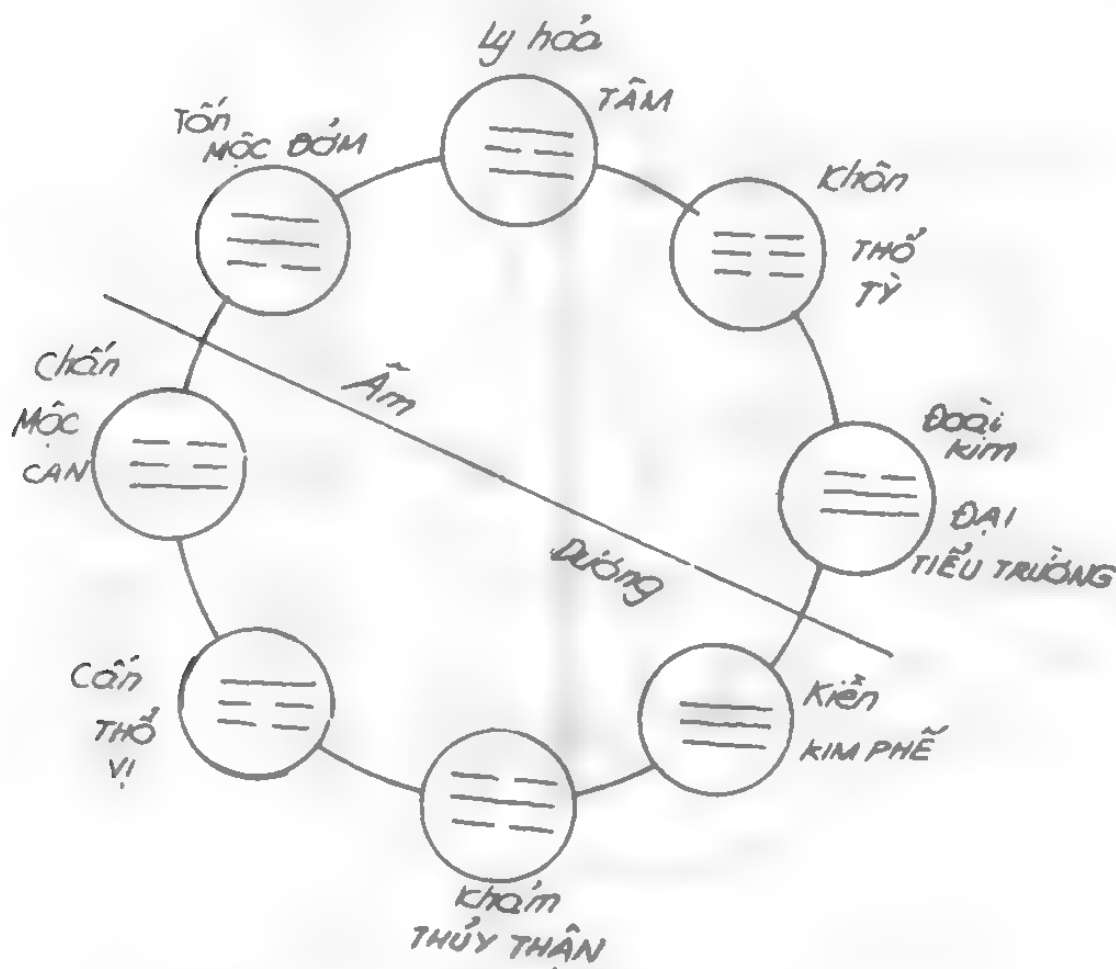 Ly hỏa
TÂM
Tốn
MỘC ĐỞM
Khôn
THỔ
TỲ
Chấn
MỘC
CAN
Âm
Đoài
Kim
ĐẠI
TIỂU TRƯỜNG
Dương
Cấn
THỔ
VỊ
Kiền
KIM PHẾ
Khảm
THỦY THẬN